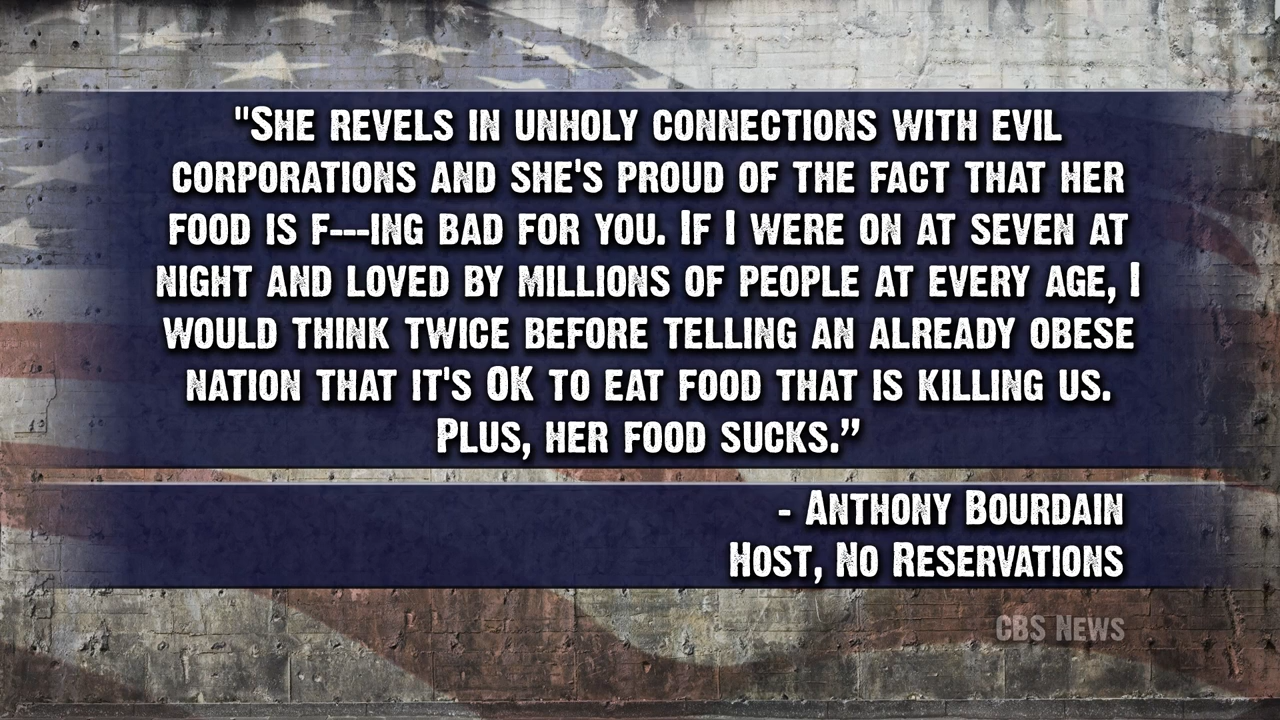 "She revels in unholy connections with evil
corporations and she's proud of the fact that her
food is f---ing bad for you. If I were on at seven at
night and loved by millions of people at every age, I
would think twice before telling an already obese
nation that it's OK to eat food that is killing us.
Plus, her food sucks.”
- Anthony Bourdain
Host, No Reservations
CBS News